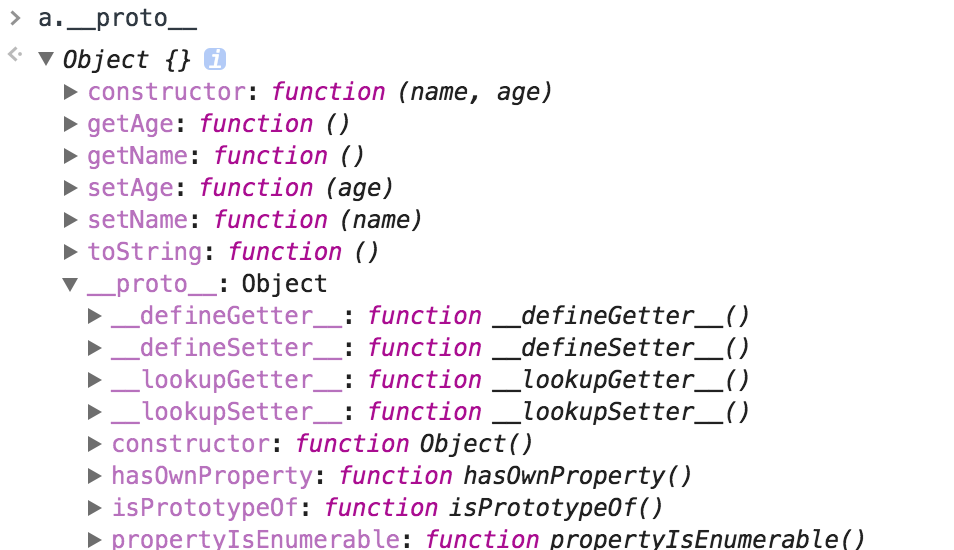 > a.__proto__
Object {} i
constructor: function (name, age)
getAge: function ()
getName: function ()
setAge: function (age)
setName: function (name)
toString: function ()
__proto__: Object
__defineGetter__: function __defineGetter__()
__defineSetter__: function __defineSetter__()
__lookupGetter__: function __lookupGetter__()
__lookupSetter__: function __lookupSetter__()
constructor: function Object()
hasOwnProperty: function hasOwnProperty()
isPrototypeOf: function isPrototypeOf()
propertyIsEnumerable: function propertyIsEnumerable()